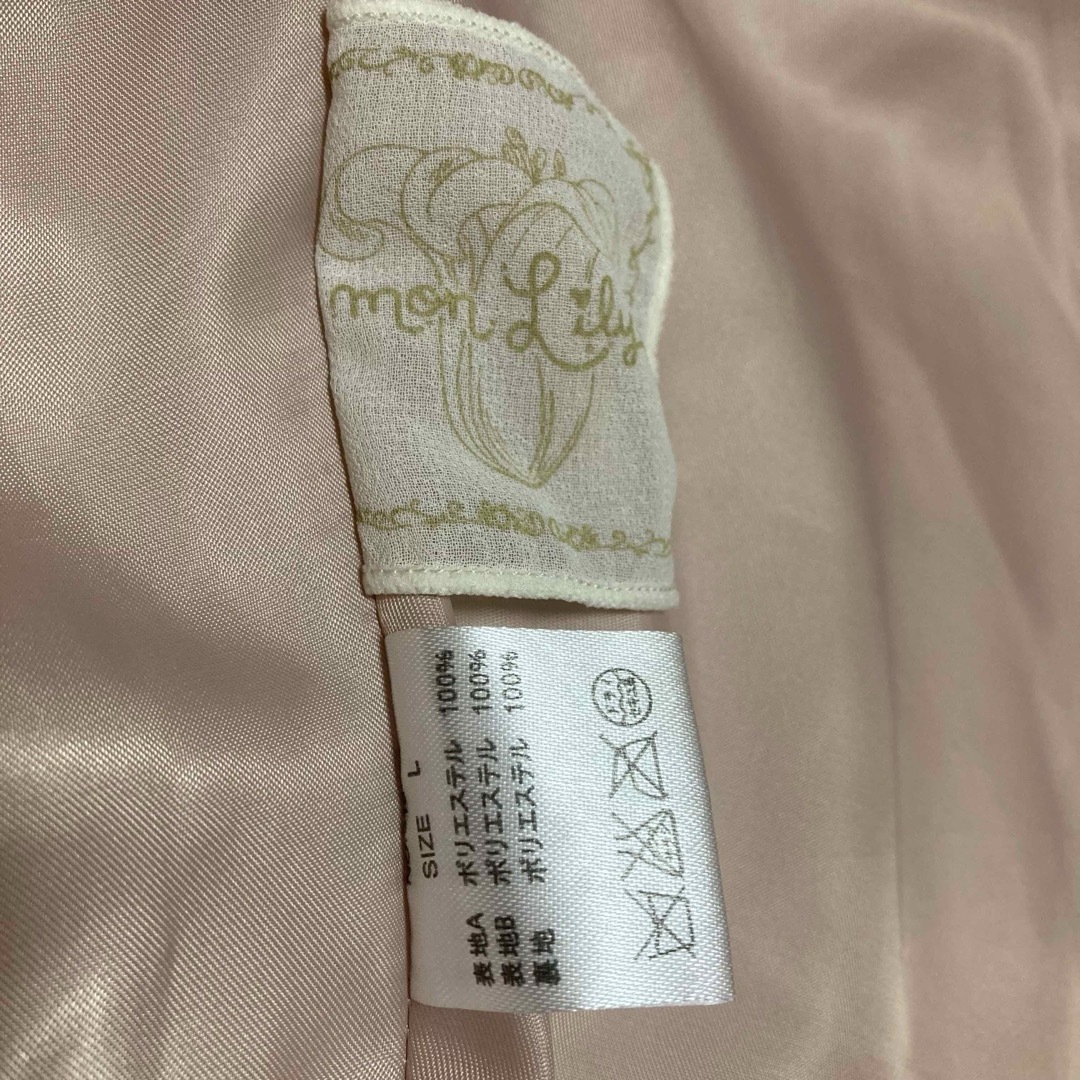 mon Lily
SIZE L
表地A ポリエステル 100%
表地B ポリエステル 100%
裏地 ポリエステル 100%